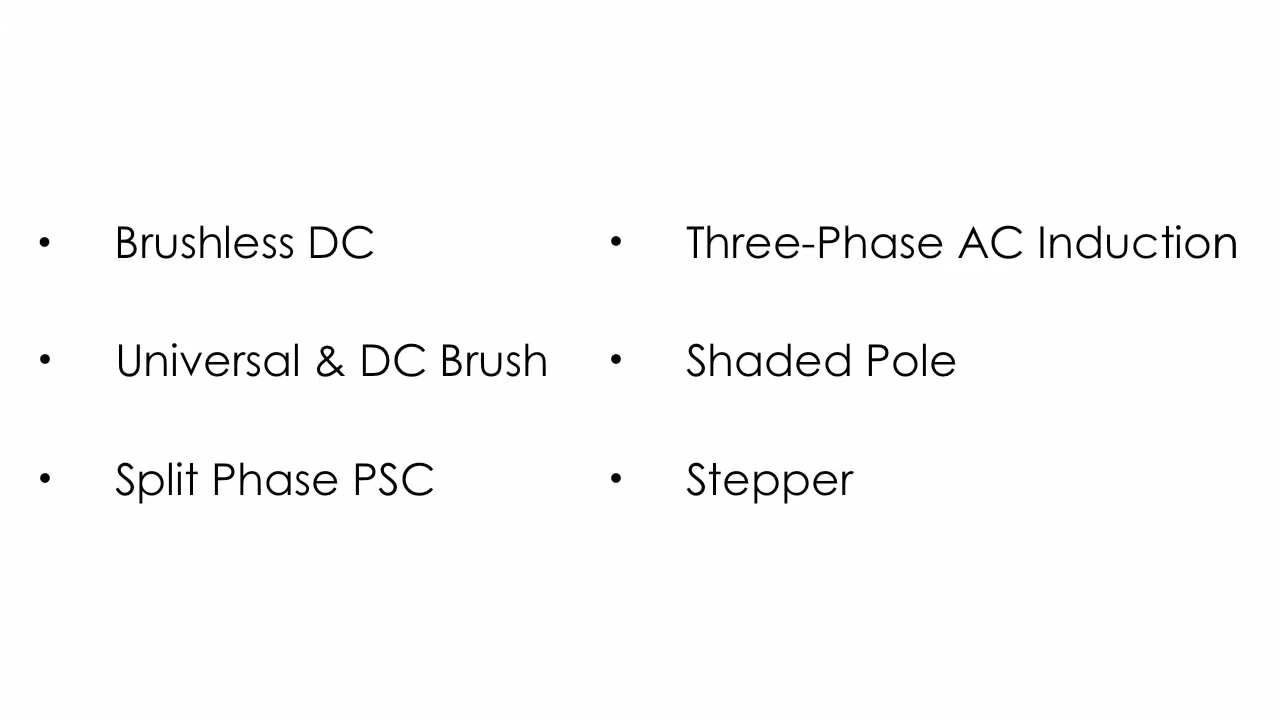 • Brushless DC
• Universal & DC Brush
• Split Phase PSC
• Three-Phase AC Induction
• Shaded Pole
• Stepper